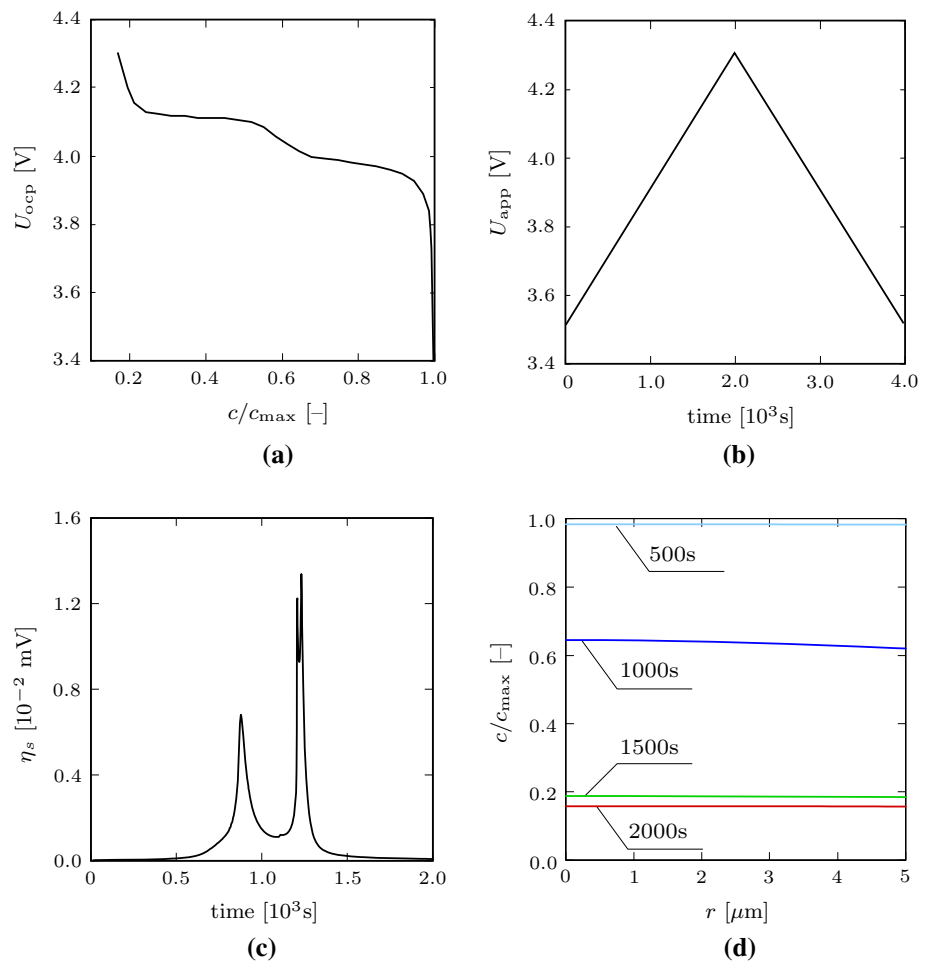 4.4
4.2
4.0
3.8
3.6
3.4
U_ocp [V]
0.2 0.4 0.6 0.8 1.0
c/c_max [–]
(a)
4.4
4.2
4.0
3.8
3.6
3.4
U_app [V]
0 1.0 2.0 3.0 4.0
time [10³s]
(b)
1.6
1.2
0.8
0.4
0.0
η_s [10⁻² mV]
0 0.5 1.0 1.5 2.0
time [10³s]
(c)
1.0
0.8
0.6
0.4
0.2
0.0
c/c_max [–]
500s
1000s
1500s
2000s
0 1 2 3 4 5
r [μm]
(d)